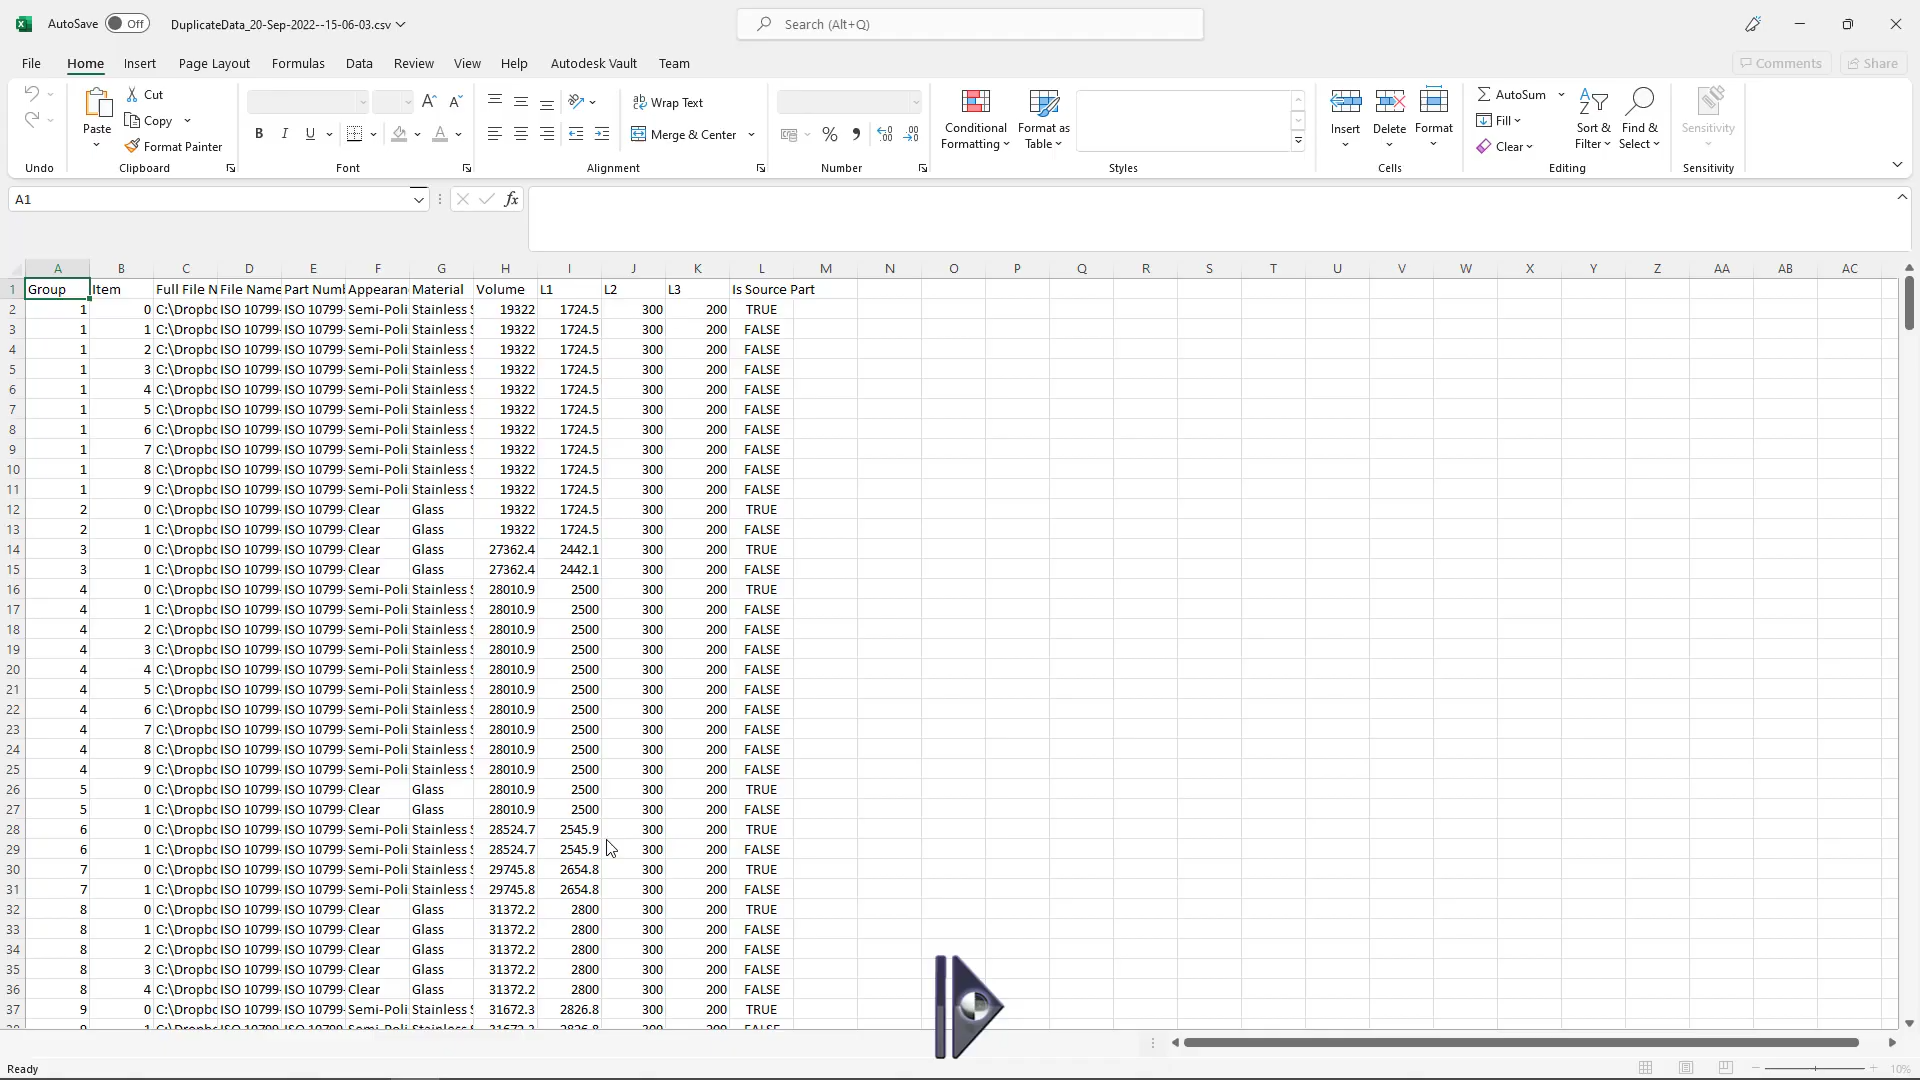 AutoSave Off DuplicateData_20-Sep-2022--15-06-03.csv Search (Alt+Q)
File Home Insert Page Layout Formulas Data Review View Help Autodesk Vault Team Comments Share
Cut
Copy
Format Painter
Paste
Undo Clipboard
B I U A
Font
Wrap Text
Merge & Center
Alignment
% ,
Number
Conditional Formatting
Format as Table
Styles
Insert Delete Format
Cells
AutoSum
Fill
Clear
Sort & Filter
Find & Select
Editing
Sensitivity
Sensitivity
A1 fx
A B C D E F G H I J K L M N O P Q R S T U V W X Y Z AA AB AC
1 Group Item Full File N File Name Part Numl Appearan Material Volume L1 L2 L3 Is Source Part
2 1 0 C:\Dropbc ISO 10799- ISO 10799- Semi-Poli Stainless S 19322 1724.5 300 200 TRUE
3 1 1 C:\Dropbc ISO 10799- ISO 10799- Semi-Poli Stainless S 19322 1724.5 300 200 FALSE
4 1 2 C:\Dropbc ISO 10799- ISO 10799- Semi-Poli Stainless S 19322 1724.5 300 200 FALSE
5 1 3 C:\Dropbc ISO 10799- ISO 10799- Semi-Poli Stainless S 19322 1724.5 300 200 FALSE
6 1 4 C:\Dropbc ISO 10799- ISO 10799- Semi-Poli Stainless S 19322 1724.5 300 200 FALSE
7 1 5 C:\Dropbc ISO 10799- ISO 10799- Semi-Poli Stainless S 19322 1724.5 300 200 FALSE
8 1 6 C:\Dropbc ISO 10799- ISO 10799- Semi-Poli Stainless S 19322 1724.5 300 200 FALSE
9 1 7 C:\Dropbc ISO 10799- ISO 10799- Semi-Poli Stainless S 19322 1724.5 300 200 FALSE
10 1 8 C:\Dropbc ISO 10799- ISO 10799- Semi-Poli Stainless S 19322 1724.5 300 200 FALSE
11 1 9 C:\Dropbc ISO 10799- ISO 10799- Semi-Poli Stainless S 19322 1724.5 300 200 FALSE
12 2 0 C:\Dropbc ISO 10799- ISO 10799- Clear Glass 19322 1724.5 300 200 TRUE
13 2 1 C:\Dropbc ISO 10799- ISO 10799- Clear Glass 19322 1724.5 300 200 FALSE
14 3 0 C:\Dropbc ISO 10799- ISO 10799- Clear Glass 27362.4 2442.1 300 200 TRUE
15 3 1 C:\Dropbc ISO 10799- ISO 10799- Clear Glass 27362.4 2442.1 300 200 FALSE
16 4 0 C:\Dropbc ISO 10799- ISO 10799- Semi-Poli Stainless S 28010.9 2500 300 200 TRUE
17 4 1 C:\Dropbc ISO 10799- ISO 10799- Semi-Poli Stainless S 28010.9 2500 300 200 FALSE
18 4 2 C:\Dropbc ISO 10799- ISO 10799- Semi-Poli Stainless S 28010.9 2500 300 200 FALSE
19 4 3 C:\Dropbc ISO 10799- ISO 10799- Semi-Poli Stainless S 28010.9 2500 300 200 FALSE
20 4 4 C:\Dropbc ISO 10799- ISO 10799- Semi-Poli Stainless S 28010.9 2500 300 200 FALSE
21 4 5 C:\Dropbc ISO 10799- ISO 10799- Semi-Poli Stainless S 28010.9 2500 300 200 FALSE
22 4 6 C:\Dropbc ISO 10799- ISO 10799- Semi-Poli Stainless S 28010.9 2500 300 200 FALSE
23 4 7 C:\Dropbc ISO 10799- ISO 10799- Semi-Poli Stainless S 28010.9 2500 300 200 FALSE
24 4 8 C:\Dropbc ISO 10799- ISO 10799- Semi-Poli Stainless S 28010.9 2500 300 200 FALSE
25 4 9 C:\Dropbc ISO 10799- ISO 10799- Semi-Poli Stainless S 28010.9 2500 300 200 FALSE
26 5 0 C:\Dropbc ISO 10799- ISO 10799- Clear Glass 28010.9 2500 300 200 TRUE
27 5 1 C:\Dropbc ISO 10799- ISO 10799- Clear Glass 28010.9 2500 300 200 FALSE
28 6 0 C:\Dropbc ISO 10799- ISO 10799- Semi-Poli Stainless S 28524.7 2545.9 300 200 TRUE
29 6 1 C:\Dropbc ISO 10799- ISO 10799- Semi-Poli Stainless S 28524.7 2545.9 300 200 FALSE
30 7 0 C:\Dropbc ISO 10799- ISO 10799- Semi-Poli Stainless S 29745.8 2654.8 300 200 TRUE
31 7 1 C:\Dropbc ISO 10799- ISO 10799- Semi-Poli Stainless S 29745.8 2654.8 300 200 FALSE
32 8 0 C:\Dropbc ISO 10799- ISO 10799- Clear Glass 31372.2 2800 300 200 TRUE
33 8 1 C:\Dropbc ISO 10799- ISO 10799- Clear Glass 31372.2 2800 300 200 FALSE
34 8 2 C:\Dropbc ISO 10799- ISO 10799- Clear Glass 31372.2 2800 300 200 FALSE
35 8 3 C:\Dropbc ISO 10799- ISO 10799- Clear Glass 31372.2 2800 300 200 FALSE
36 8 4 C:\Dropbc ISO 10799- ISO 10799- Clear Glass 31372.2 2800 300 200 FALSE
37 9 0 C:\Dropbc ISO 10799- ISO 10799- Semi-Poli Stainless S 31672.3 2826.8 300 200 TRUE
Ready 10%